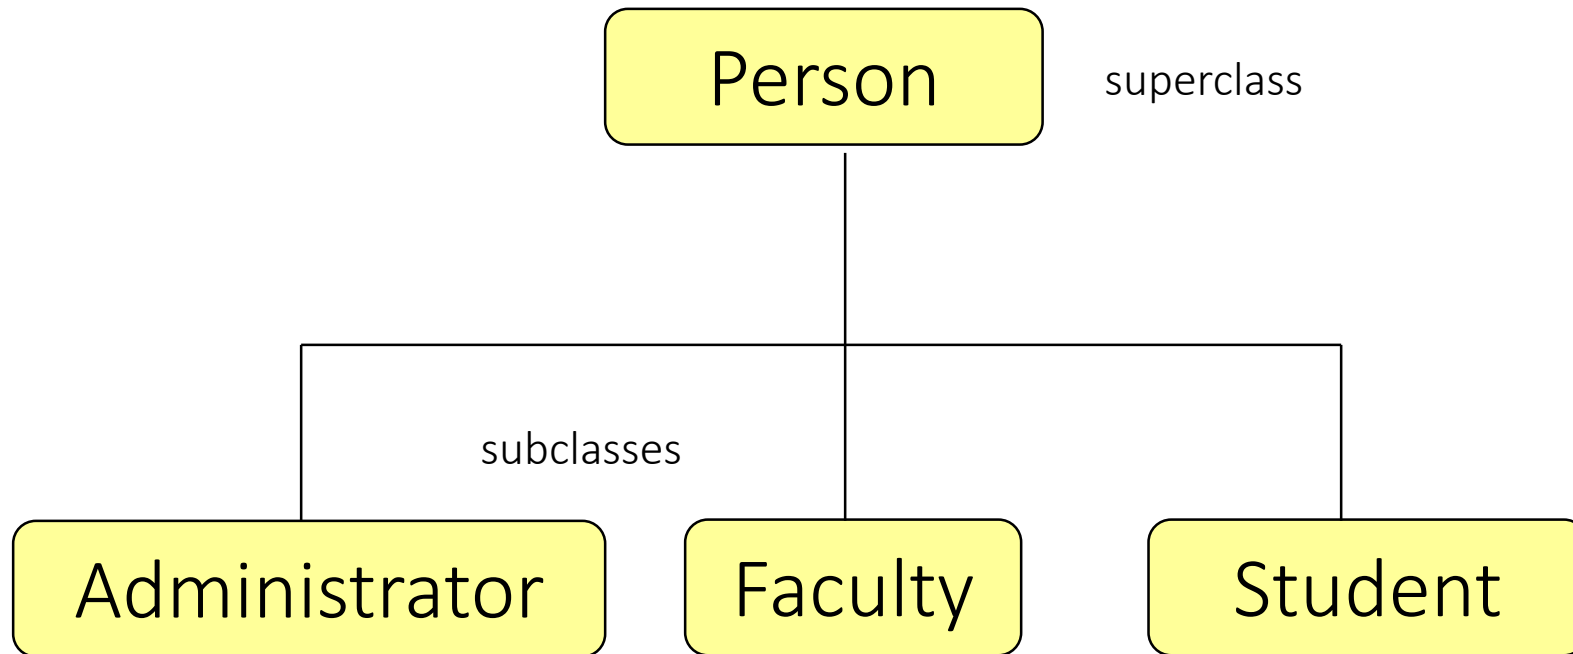 Person
superclass
subclasses
Administrator
Faculty
Student